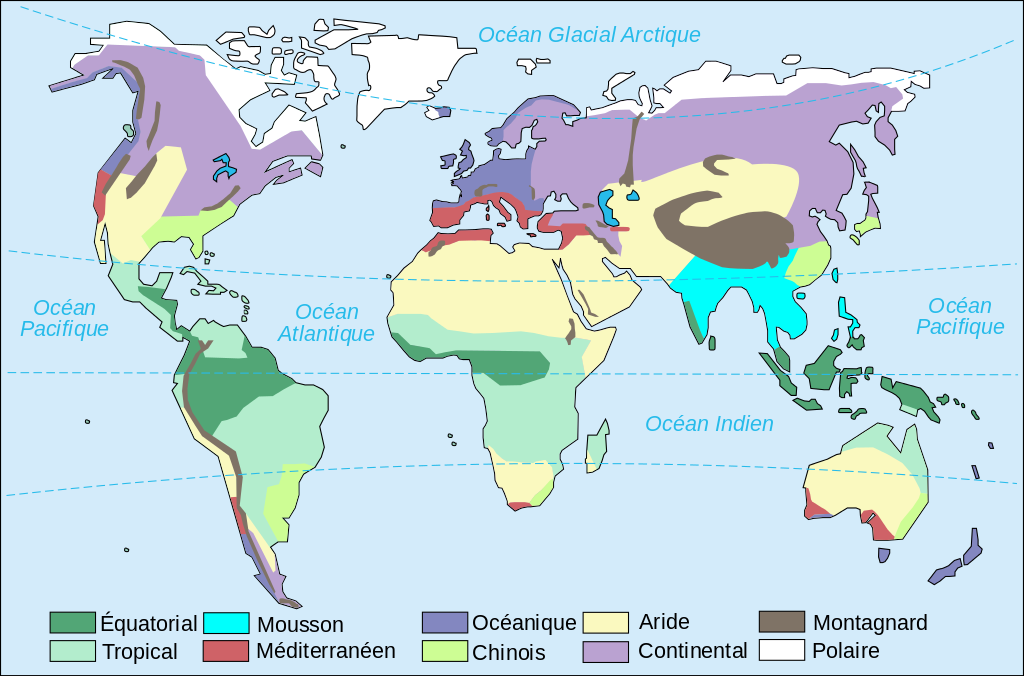 Océan Glacial Arctique
Océan
Pacifique
Océan
Atlantique
Océan
Pacifique
Océan Indien
Équatorial
Mousson
Océanique
Aride
Montagnard
Tropical
Méditerranéen
Chinois
Continental
Polaire